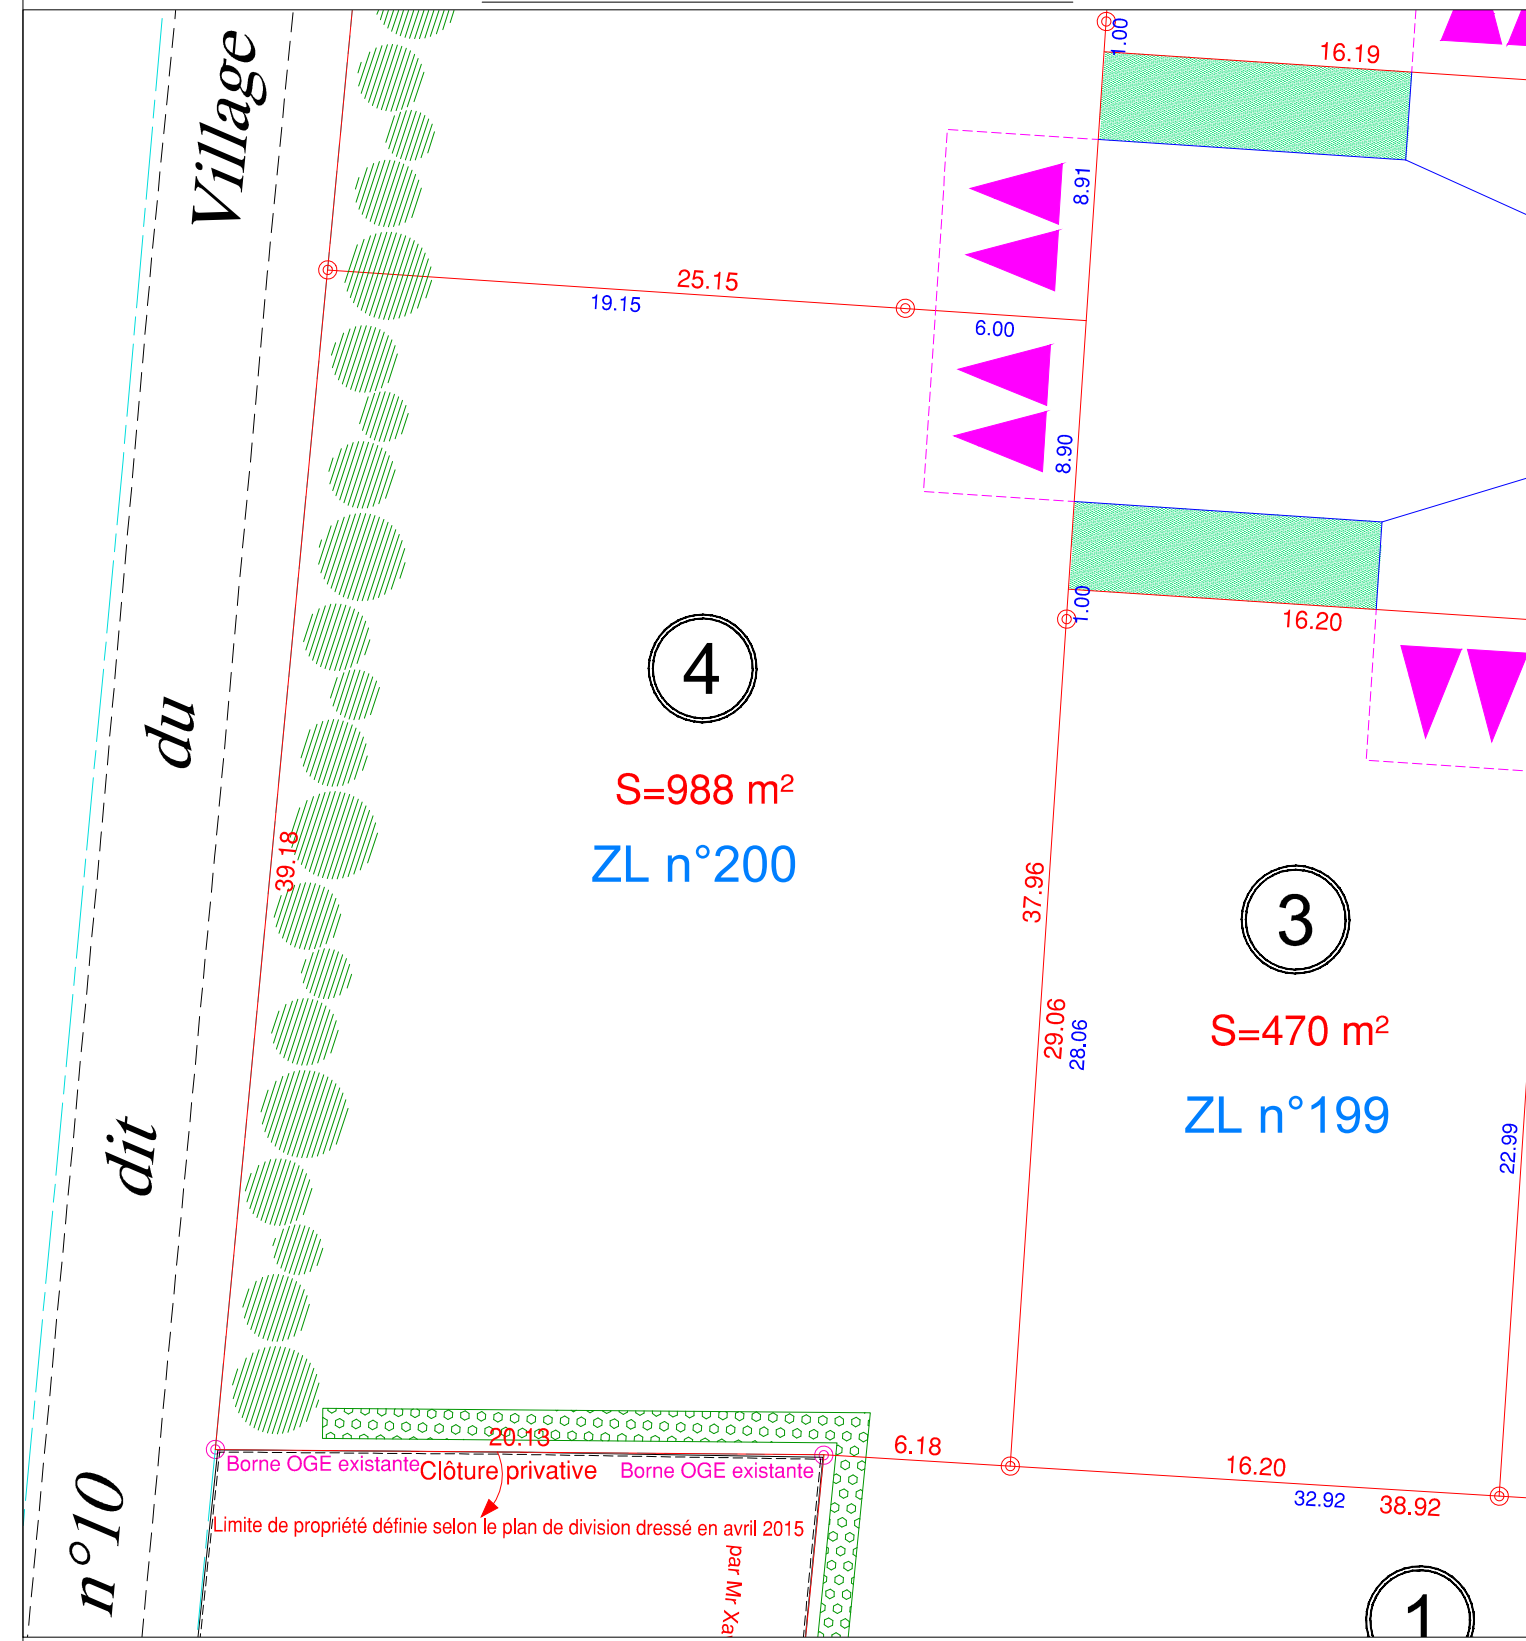 Village
du
dit
n°10
1.00
16.19
8.91
25.15
19.15
6.00
8.90
1.00
16.20
4
S=988 m²
ZL n°200
39.18
37.96
3
29.06
28.06
S=470 m²
ZL n°199
22.99
20.13
6.18
16.20
32.92
38.92
Borne OGE existante
Clôture privative
Borne OGE existante
Limite de propriété définie selon le plan de division dressé en avril 2015
par Mr
1